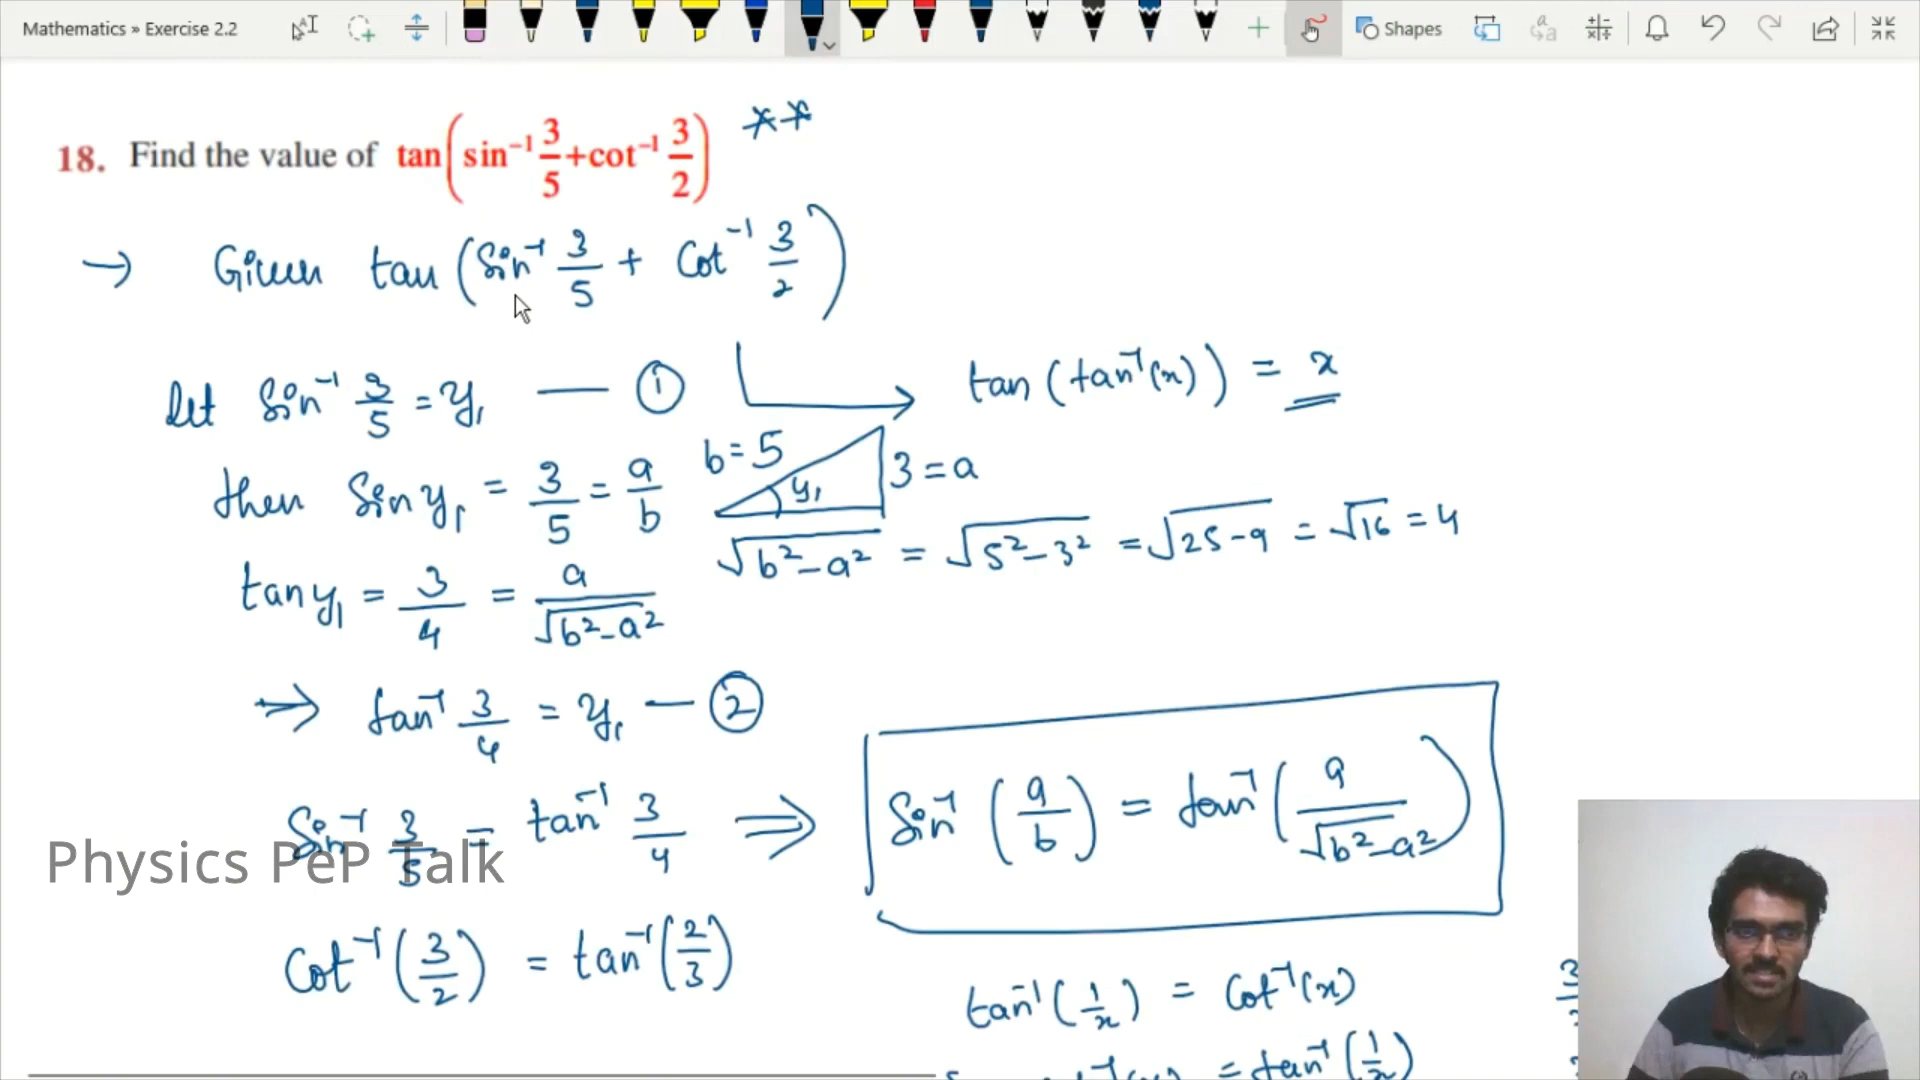 Mathematics » Exercise 2.2
Shapes
18. Find the value of tan(sin⁻¹ 3/5 + cot⁻¹ 3/2) **
→ Given tan (Sin⁻¹ 3/5 + Cot⁻¹ 3/2)
→ tan (tan⁻¹(x)) = x
let Sin⁻¹ 3/5 = y₁ — ①
b = 5
3 = a
y₁
then Sin y₁ = 3/5 = a/b
√(b²-a²) = √(5²-3²) = √(25-9) = √16 = 4
tan y₁ = 3/4 = a/√(b²-a²)
⇒ tan⁻¹ 3/4 = y₁ — ②
Sin⁻¹ 3/5 = tan⁻¹ 3/4 ⇒ Sin⁻¹ (a/b) = tan⁻¹ (a/√(b²-a²))
Physics PeP Talk
Cot⁻¹ (3/2) = tan⁻¹ (2/3)
tan⁻¹ (1/x) = Cot⁻¹(x)
= tan⁻¹ (1/x)